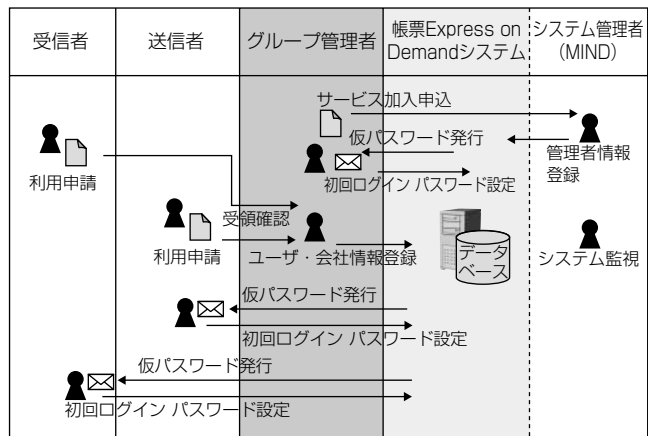 受信者
送信者
グループ管理者
帳票Express on
Demandシステム
システム管理者
(MIND)
サービス加入申込
仮パスワード発行
管理者情報
登録
初回ログイン パスワード設定
利用申請
受領確認
利用申請
ユーザ・会社情報登録
データ
ベース
システム監視
仮パスワード発行
初回ログイン パスワード設定
仮パスワード発行
初回ログイン パスワード設定